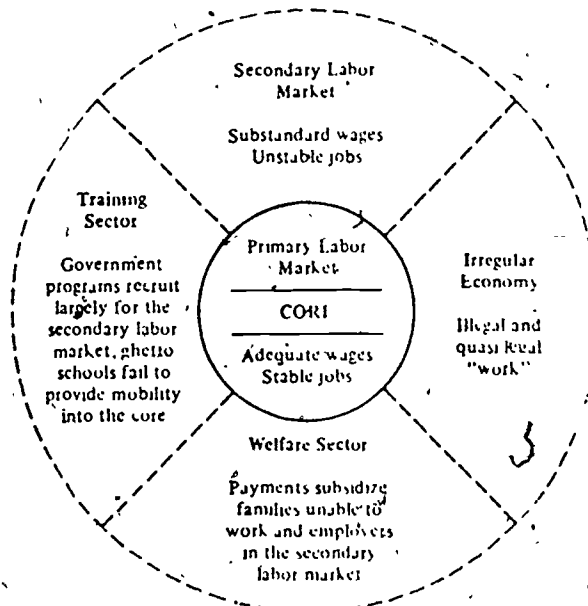 Secondary Labor
Market
Substandard wages
Unstable jobs
Training
Sector
Government
programs recruit
largely for the
secondary labor
market, ghetto
schools fail to
provide mobility
into the core
Primary Labor
Market
CORE
Adequate wages
Stable jobs
Irregular
Economy
Illegal and
quasi legal
"work"
Welfare Sector
Payments subsidize
families unable to
work and employers
in the secondary
labor market